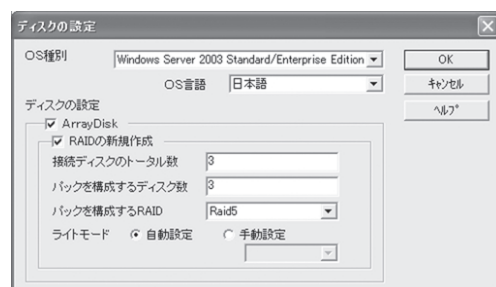 ディスクの設定
OS種別 Windows Server 2003 Standard/Enterprise Edition
OK
OS言語 日本語
キャンセル
ヘルプ
ディスクの設定
ArrayDisk
RAIDの新規作成
接続ディスクのトータル数 3
パックを構成するディスク数 3
パックを構成するRAID Raid5
ライトモード 自動設定 手動設定